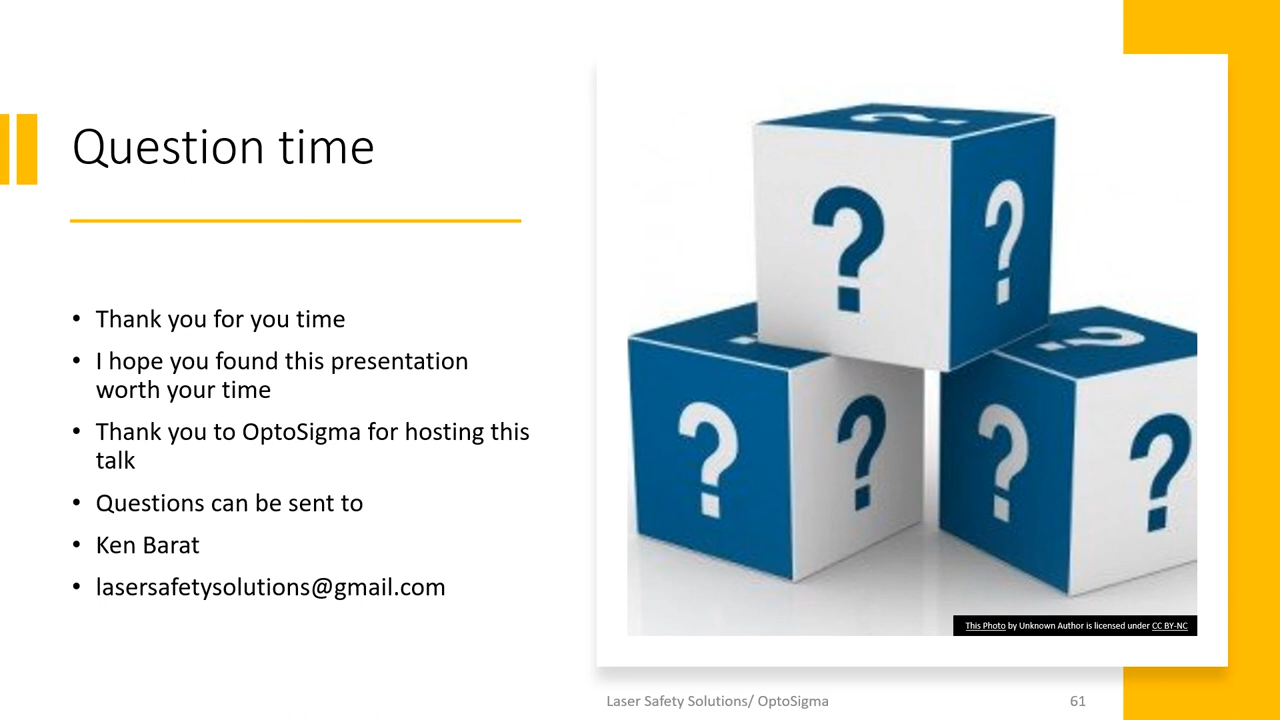 Question time
• Thank you for you time
• I hope you found this presentation
worth your time
• Thank you to OptoSigma for hosting this
talk
• Questions can be sent to
• Ken Barat
• lasersafetysolutions@gmail.com
?
?
?
?
?
?
?
?
This Photo by Unknown Author is licensed under CC BY-NC
Laser Safety Solutions/ OptoSigma
61